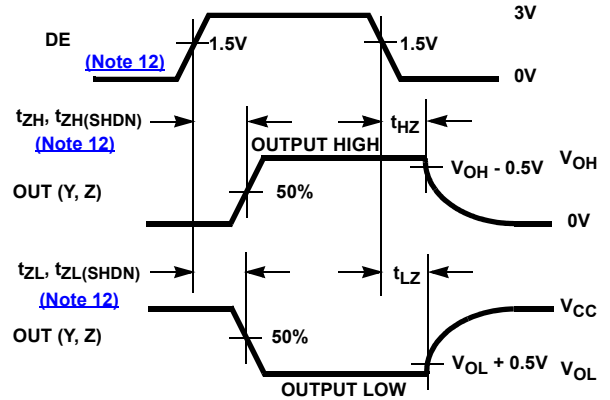 3V
DE
1.5V
1.5V
(Note 12)
0V
tZH, tZH(SHDN)
(Note 12)
tHZ
OUTPUT HIGH
VOH - 0.5V
VOH
OUT (Y, Z)
50%
0V
tZL, tZL(SHDN)
(Note 12)
tLZ
VCC
OUT (Y, Z)
50%
VOL + 0.5V
VOL
OUTPUT LOW